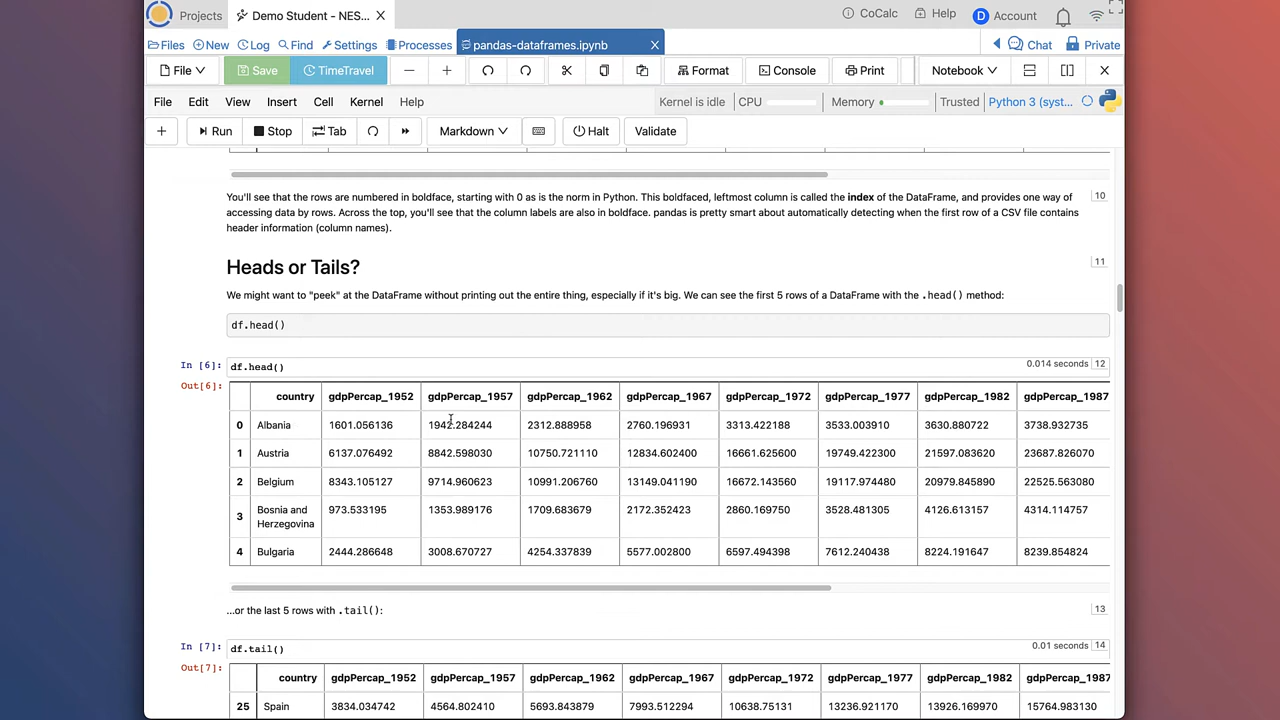 Projects Demo Student - NES... CoCalc Help Account
Files New Log Find Settings Processes pandas-dataframes.ipynb Chat Private
File Save TimeTravel Format Console Print Notebook
File Edit View Insert Cell Kernel Help Kernel is idle CPU Memory Trusted Python 3 (syst...
Run Stop Tab Markdown Halt Validate
You'll see that the rows are numbered in boldface, starting with 0 as is the norm in Python. This boldfaced, leftmost column is called the index of the DataFrame, and provides one way of 10
accessing data by rows. Across the top, you'll see that the column labels are also in boldface. pandas is pretty smart about automatically detecting when the first row of a CSV file contains
header information (column names).
Heads or Tails? 11
We might want to "peek" at the DataFrame without printing out the entire thing, especially if it's big. We can see the first 5 rows of a DataFrame with the .head() method:
df.head()
In [6]: df.head() 0.014 seconds 12
Out[6]:
country gdpPercap_1952 gdpPercap_1957 gdpPercap_1962 gdpPercap_1967 gdpPercap_1972 gdpPercap_1977 gdpPercap_1982 gdpPercap_1987
0 Albania 1601.056136 1942.284244 2312.888958 2760.196931 3313.422188 3533.003910 3630.880722 3738.932735
1 Austria 6137.076492 8842.598030 10750.721110 12834.602400 16661.625600 19749.422300 21597.083620 23687.826070
2 Belgium 8343.105127 9714.960623 10991.206760 13149.041190 16672.143560 19117.974480 20979.845890 22525.563080
3 Bosnia and Herzegovina 973.533195 1353.989176 1709.683679 2172.352423 2860.169750 3528.481305 4126.613157 4314.114757
4 Bulgaria 2444.286648 3008.670727 4254.337839 5577.002800 6597.494398 7612.240438 8224.191647 8239.854824
...or the last 5 rows with .tail(): 13
In [7]: df.tail() 0.01 seconds 14
Out[7]:
country gdpPercap_1952 gdpPercap_1957 gdpPercap_1962 gdpPercap_1967 gdpPercap_1972 gdpPercap_1977 gdpPercap_1982 gdpPercap_1987
25 Spain 3834.034742 4564.802410 5693.843879 7993.512294 10638.75131 13236.921170 13926.169970 15764.983130